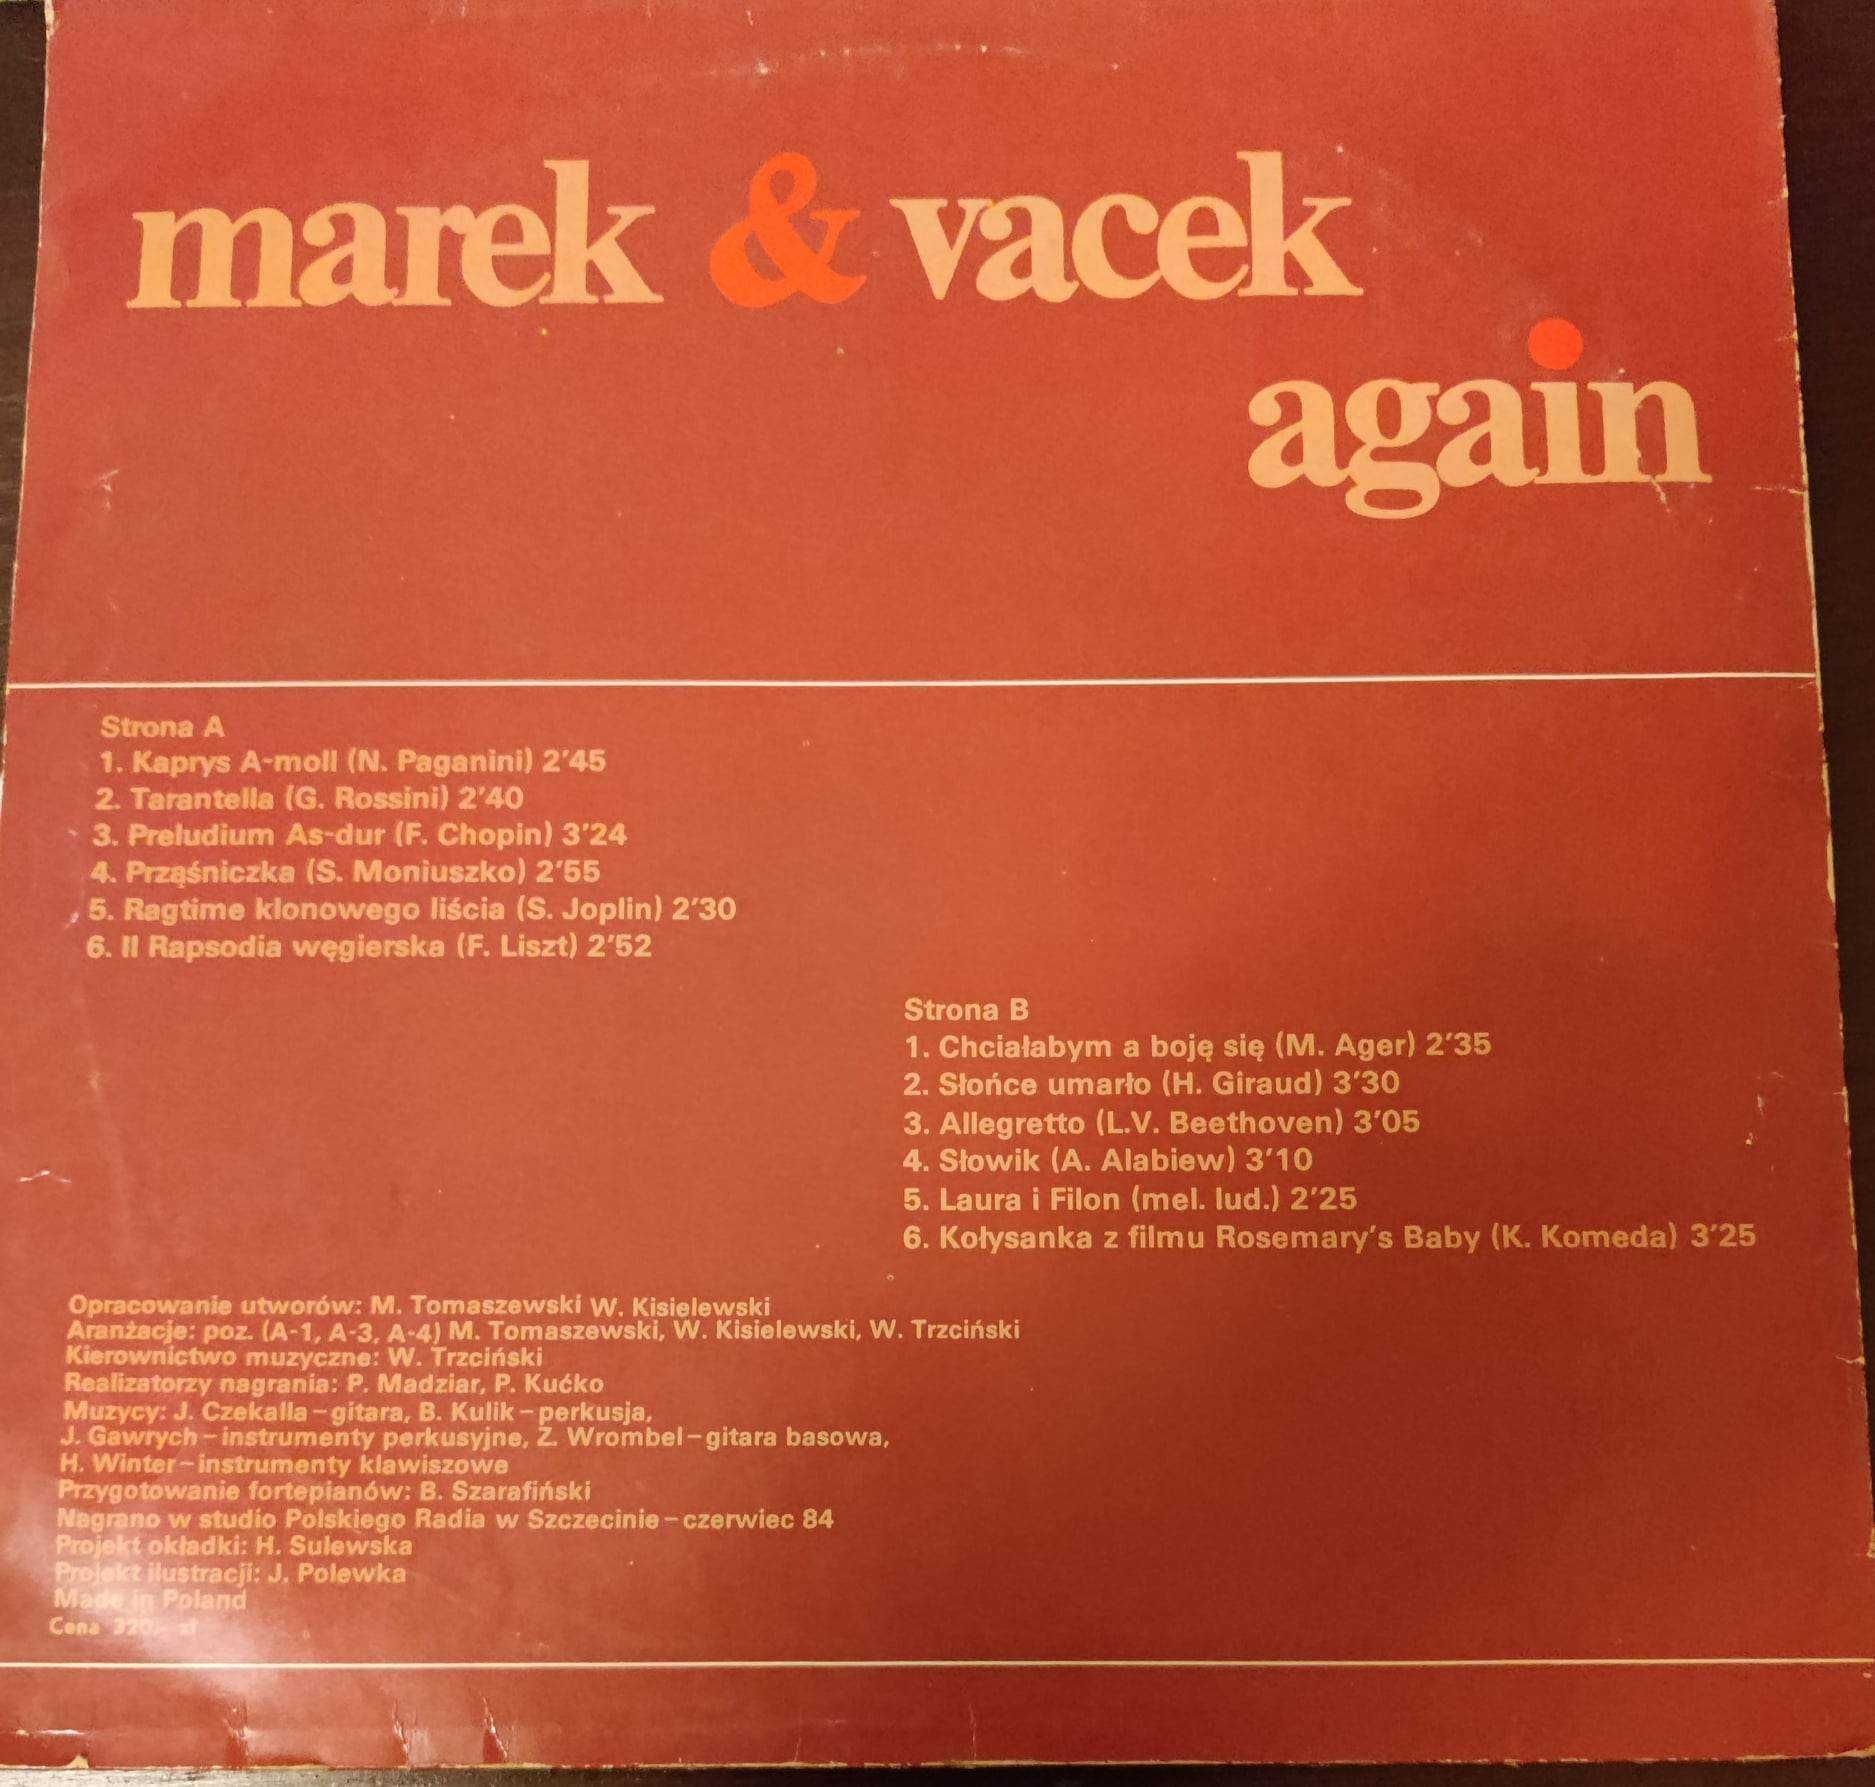 marek & vacek
again
Strona A
1. Kaprys A-moll (N. Paganini) 2'45
2. Tarantella (G. Rossini) 2'40
3. Preludium As-dur (F. Chopin) 3'24
4. Prząśniczka (S. Moniuszko) 2'55
5. Ragtime klonowego liścia (S. Joplin) 2'30
6. II Rapsodia węgierska (F. Liszt) 2'52
Strona B
1. Chciałabym a boję się (M. Ager) 2'35
2. Słońce umarło (H. Giraud) 3'30
3. Allegretto (L.V. Beethoven) 3'05
4. Słowik (A. Alabiew) 3'10
5. Laura i Filon (mel. lud.) 2'25
6. Kołysanka z filmu Rosemary's Baby (K. Komeda) 3'25
Opracowanie utworów: M. Tomaszewski W. Kisielewski
Aranżacje: poz. (A-1, A-3, A-4) M. Tomaszewski, W. Kisielewski, W. Trzciński
Kierownictwo muzyczne: W. Trzciński
Realizatorzy nagrania: P. Madziar, P. Kućko
Muzycy: J. Czekalla – gitara, B. Kulik – perkusja,
J. Gawrych – instrumenty perkusyjne, Z. Wrombel – gitara basowa,
H. Winter – instrumenty klawiszowe
Przygotowanie fortepianów: B. Szarafiński
Nagrano w studio Polskiego Radia w Szczecinie – czerwiec 84
Projekt okładki: H. Sulewska
Projekt ilustracji: J. Polewka
Made in Poland
Cena 320,- zł